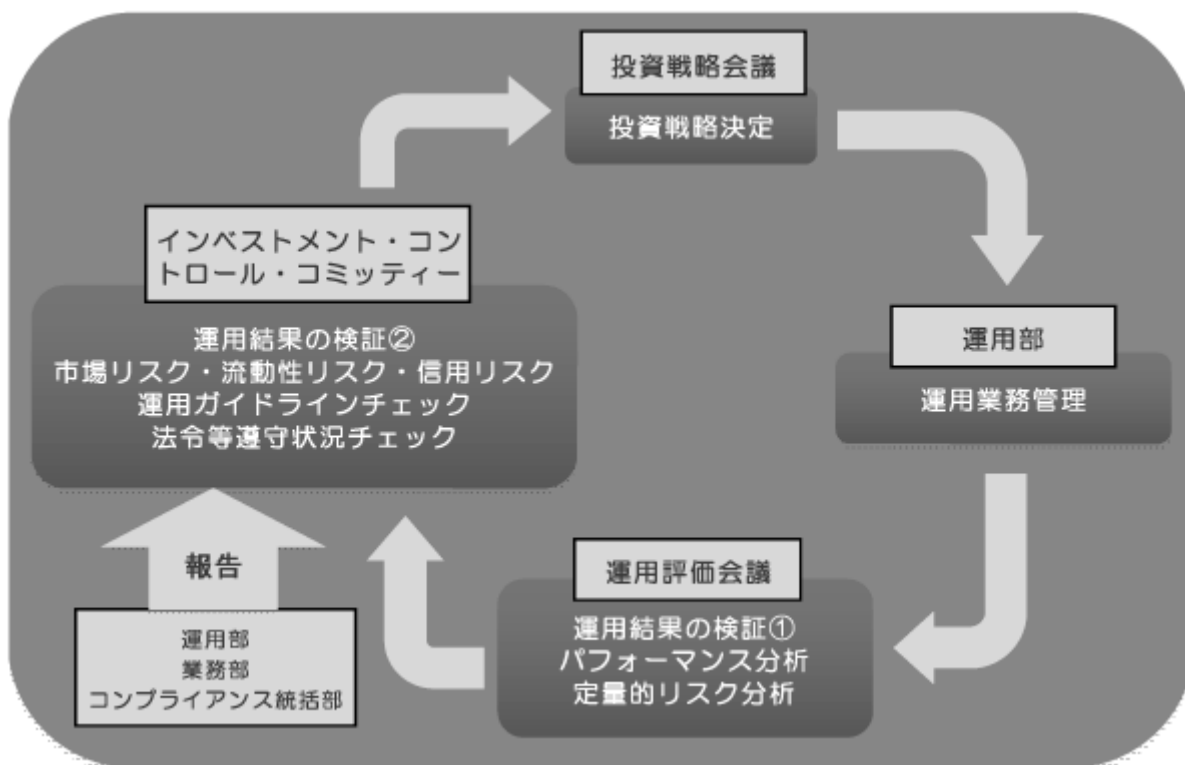 投資戦略会議
投資戦略決定
インベストメント・コン
トロール・コミッティー
運用結果の検証②
市場リスク・流動性リスク・信用リスク
運用ガイドラインチェック
法令等遵守状況チェック
運用部
運用業務管理
報告
運用部
業務部
コンプライアンス統括部
運用評価会議
運用結果の検証①
パフォーマンス分析
定量的リスク分析